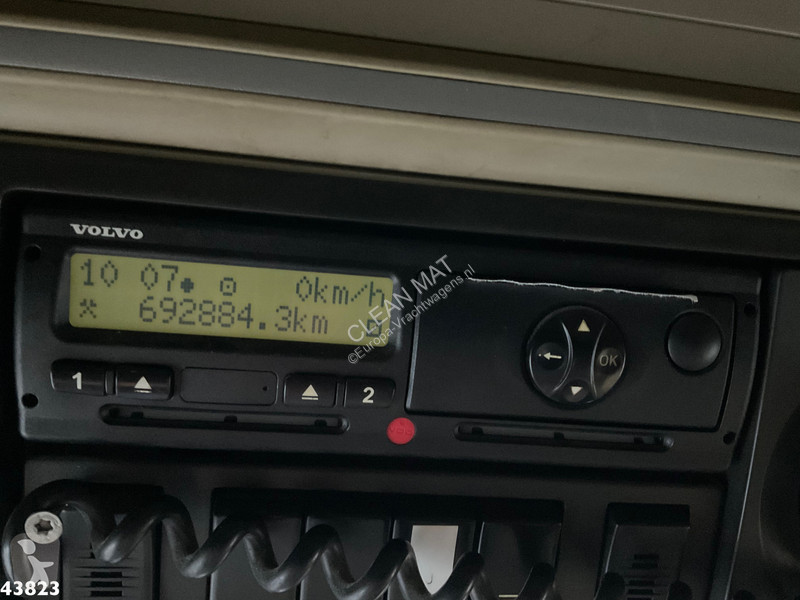 VOLVO
10 07 0km/h
692884.3km
1 2
OK
CLEAN MAT
©Europa-Vrachtwagens.nl
43823